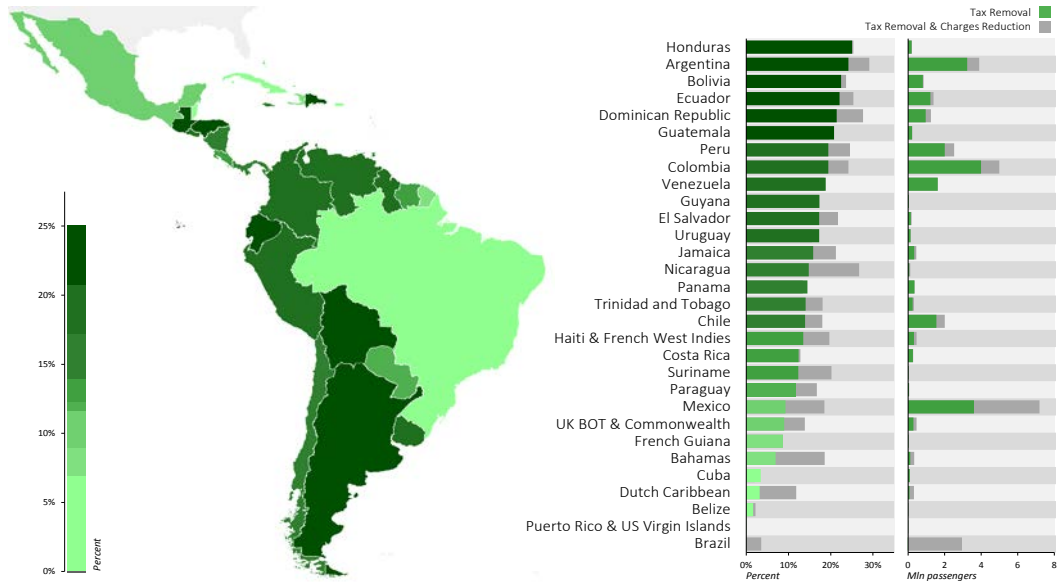 Tax Removal
Tax Removal & Charges Reduction
Honduras
Argentina
Bolivia
Ecuador
Dominican Republic
Guatemala
Peru
Colombia
Venezuela
Guyana
El Salvador
Uruguay
Jamaica
Nicaragua
Panama
Trinidad and Tobago
Chile
Haiti & French West Indies
Costa Rica
Suriname
Paraguay
Mexico
UK BOT & Commonwealth
French Guiana
Bahamas
Cuba
Dutch Caribbean
Belize
Puerto Rico & US Virgin Islands
Brazil
25%
20%
15%
10%
5%
0%
Percent
0% 10% 20% 30%
Percent
0 2 4 6 8
Mln passengers